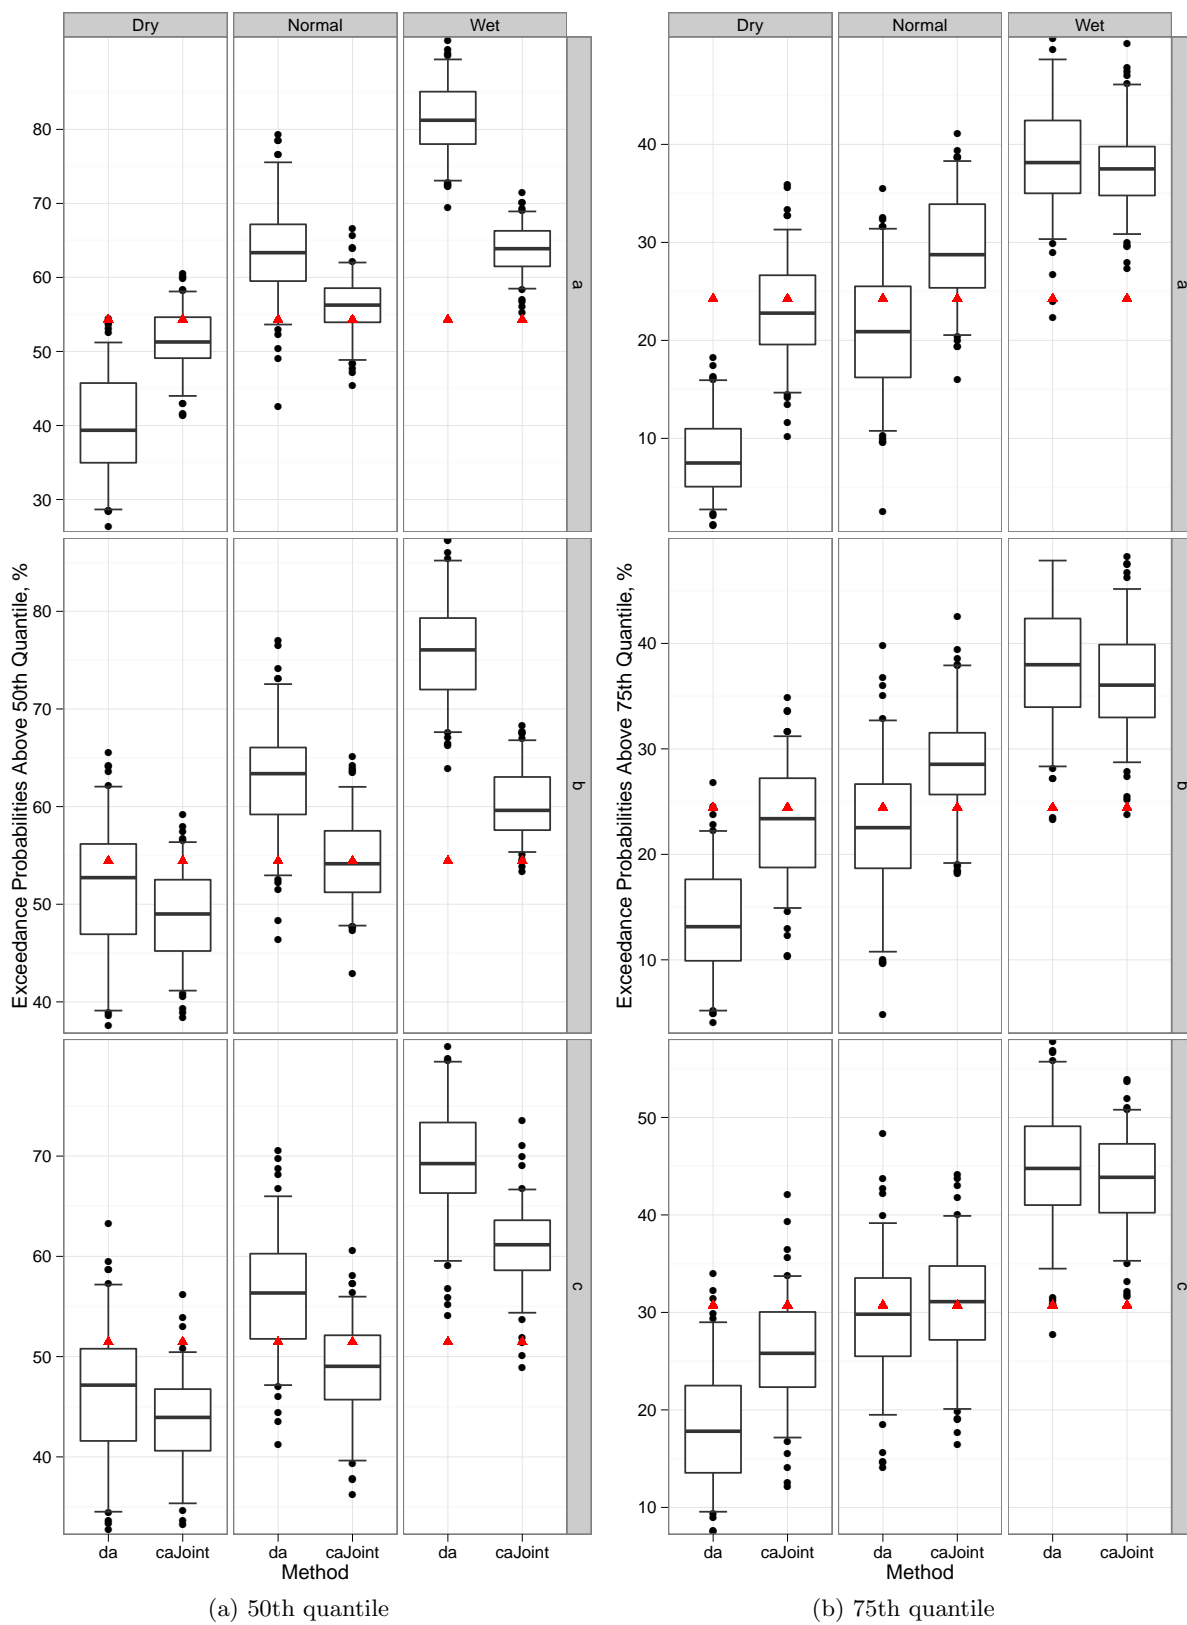 Dry Normal Wet
Exceedance Probabilities Above 50th Quantile, %
80
70
60
50
40
30
a
80
70
60
50
40
b
70
60
50
40
c
da caJoint da caJoint da caJoint
Method
(a) 50th quantile
Dry Normal Wet
Exceedance Probabilities Above 75th Quantile, %
40
30
20
10
a
40
30
20
10
b
50
40
30
20
10
c
da caJoint da caJoint da caJoint
Method
(b) 75th quantile